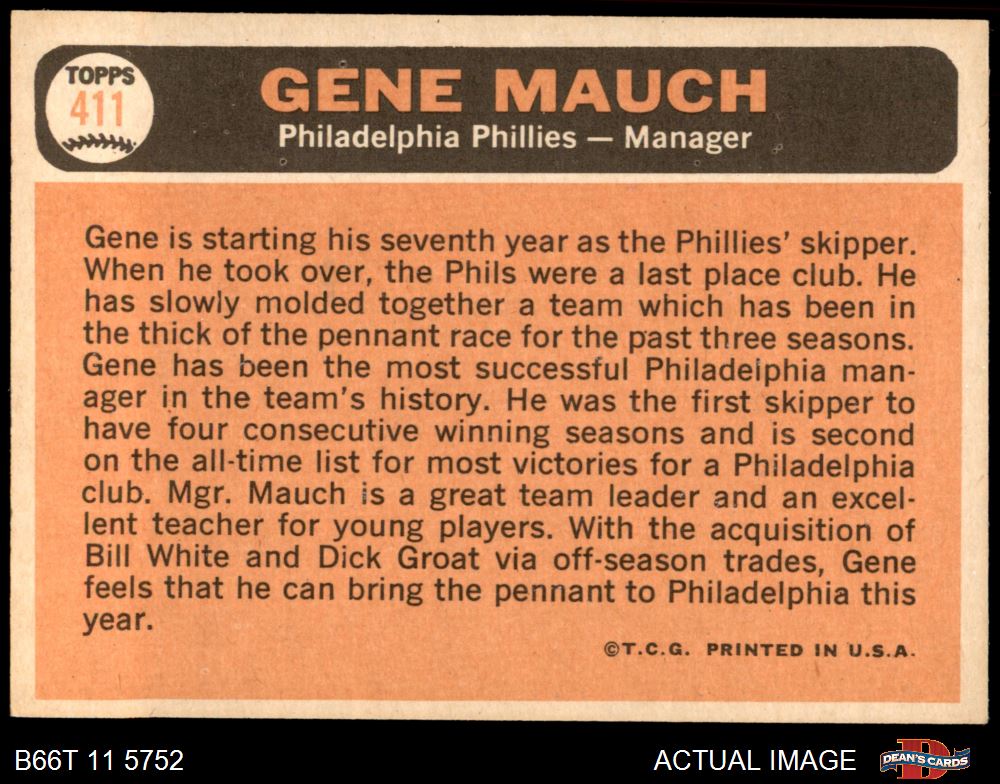 TOPPS
411
GENE MAUCH
Philadelphia Phillies — Manager
Gene is starting his seventh year as the Phillies' skipper.
When he took over, the Phils were a last place club. He
has slowly molded together a team which has been in
the thick of the pennant race for the past three seasons.
Gene has been the most successful Philadelphia man-
ager in the team's history. He was the first skipper to
have four consecutive winning seasons and is second
on the all-time list for most victories for a Philadelphia
club. Mgr. Mauch is a great team leader and an excel-
lent teacher for young players. With the acquisition of
Bill White and Dick Groat via off-season trades, Gene
feels that he can bring the pennant to Philadelphia this
year.
©T.C.G. PRINTED IN U.S.A.
B66T 11 5752
ACTUAL IMAGE
D
DEAN'S CARDS